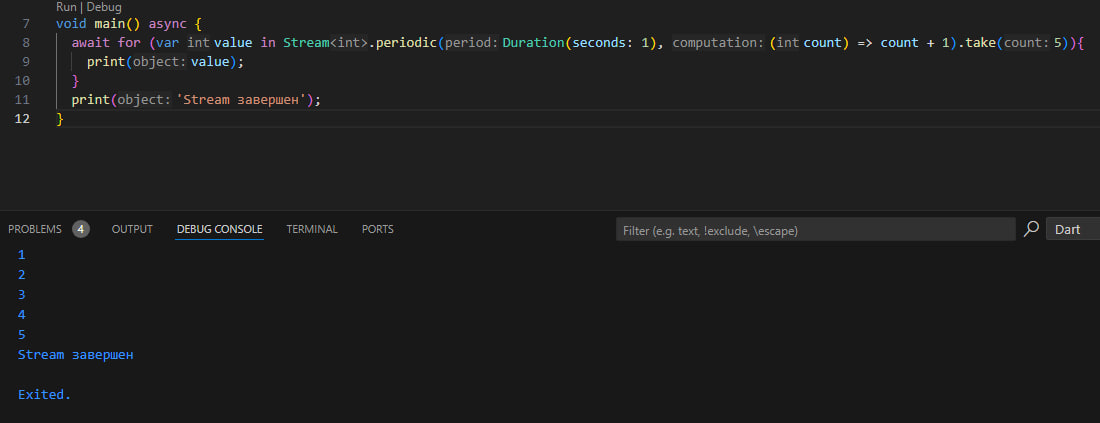 Run | Debug
7 void main() async {
8 await for (var int value in Stream<int>.periodic(period: Duration(seconds: 1), computation: (int count) => count + 1).take(count: 5)){
9 print(object: value);
10 }
11 print(object: 'Stream завершен');
12 }
PROBLEMS 4 OUTPUT DEBUG CONSOLE TERMINAL PORTS Filter (e.g. text, !exclude, \escape) Dart
1
2
3
4
5
Stream завершен
Exited.